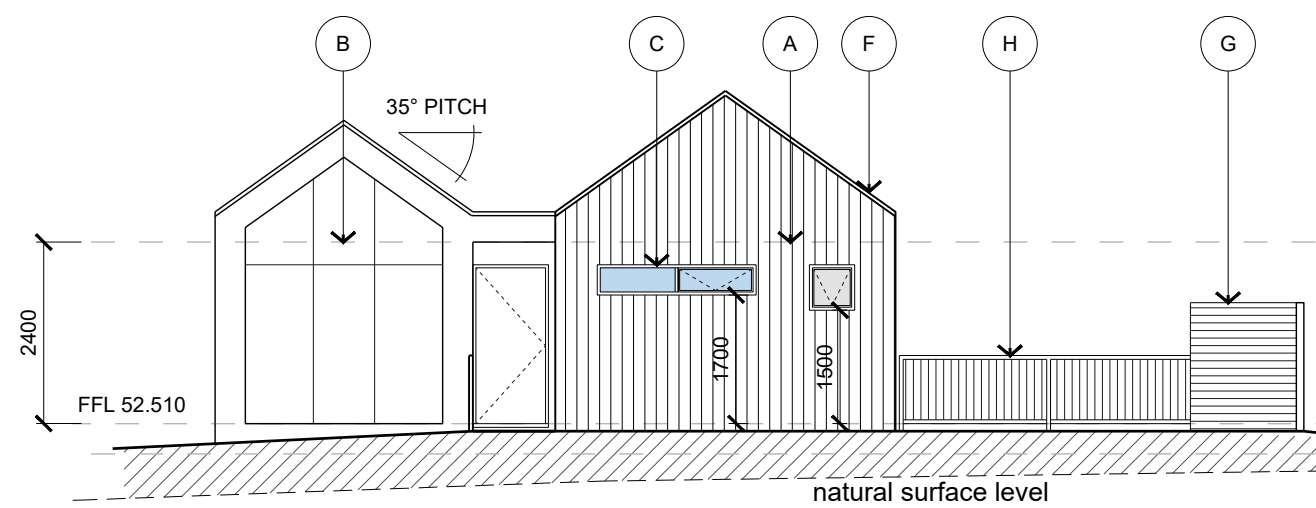 B
C
A
F
H
G
35° PITCH
2400
1700
1500
FFL 52.510
natural surface level